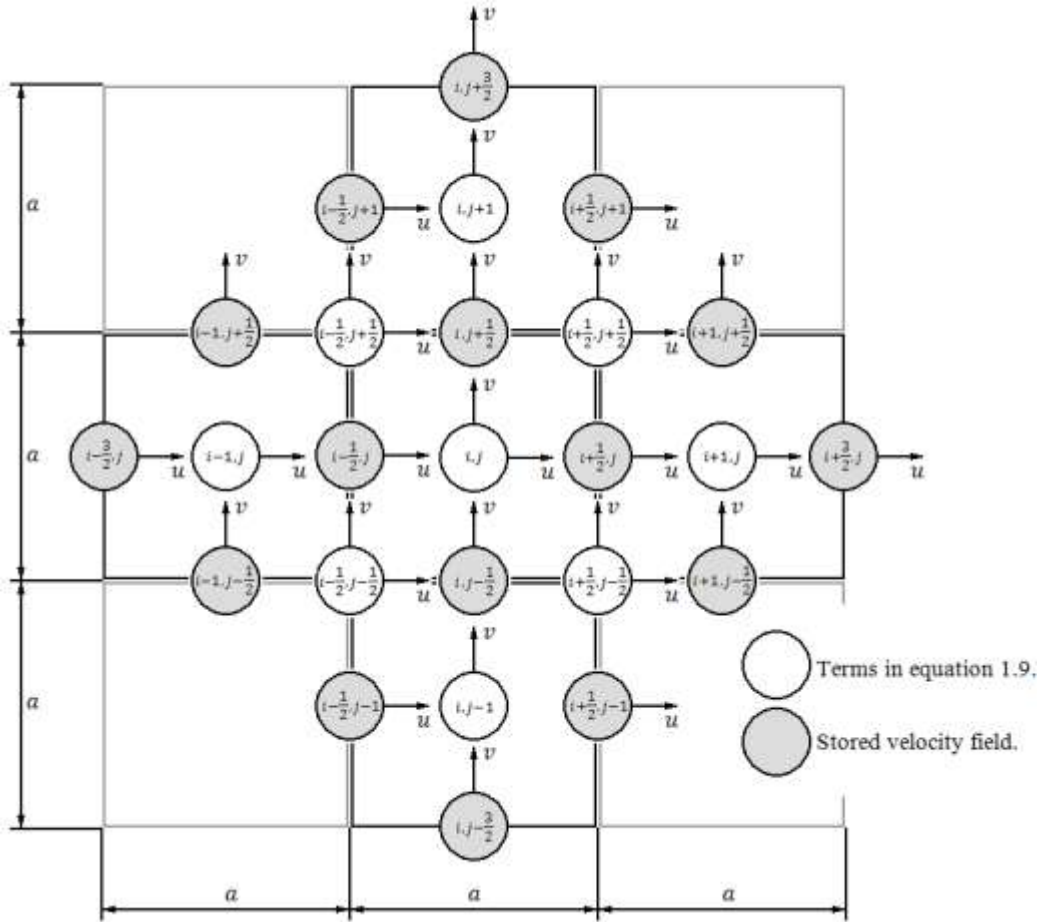 v
i,j+3/2
v
a i−1/2,j+1 u i,j+1 i+1/2,j+1 u
v v v v v
i−1,j+1/2 i−1/2,j+1/2 u i,j+1/2 i+1/2,j+1/2 u i+1,j+1/2
v
a i−3/2,j u i−1,j u i−1/2,j u i,j u i+1/2,j u i+1,j u i+3/2,j u
v v v v v
i−1,j−1/2 i−1/2,j−1/2 u i,j−1/2 i+1/2,j−1/2 u i+1,j−1/2
v
a i−1/2,j−1 u i,j−1 i+1/2,j−1 u
v
i,j−3/2
Terms in equation 1.9.
Stored velocity field.
a a a